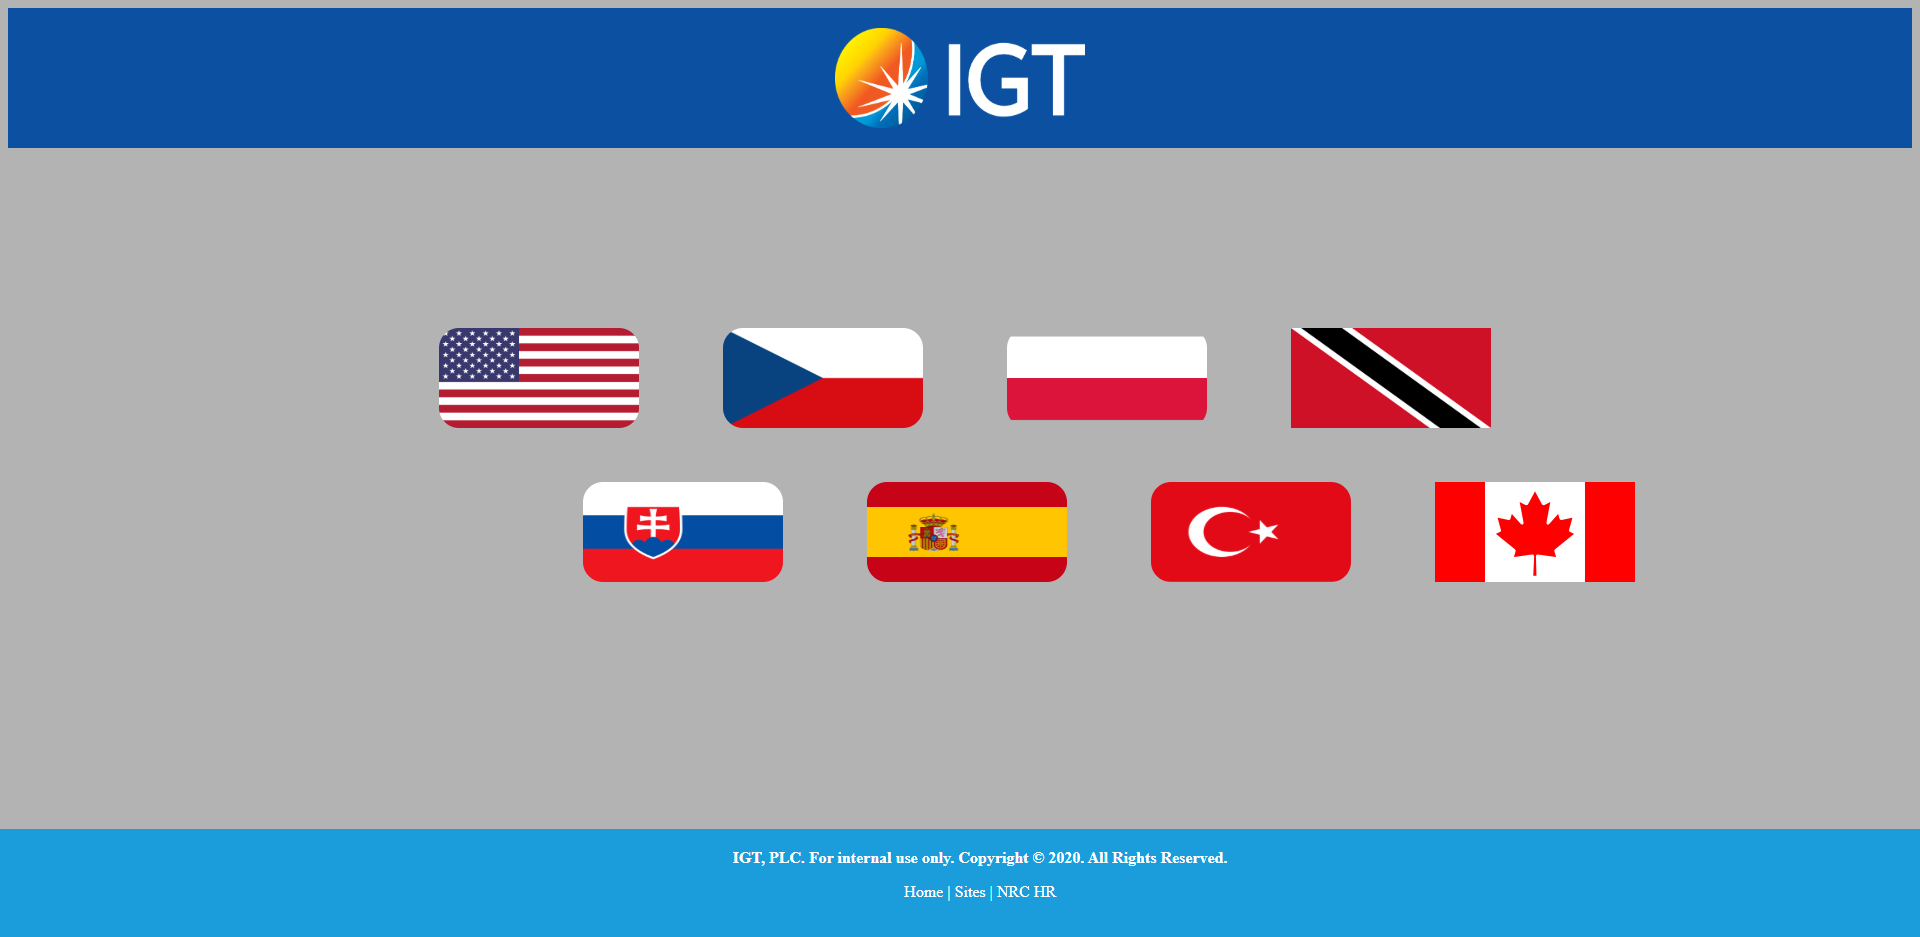 IGT
IGT, PLC. For internal use only. Copyright © 2020. All Rights Reserved.
Home | Sites | NRC HR